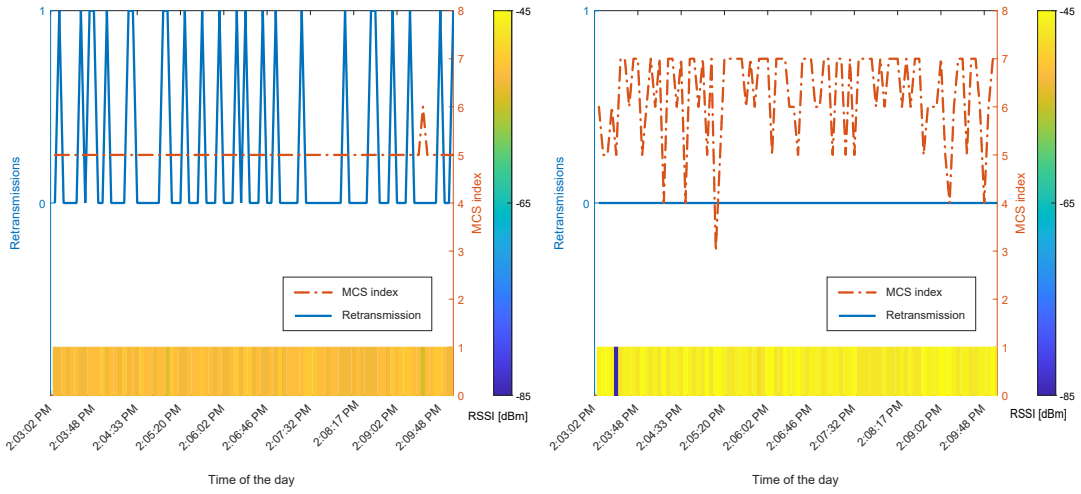 1
0
Retransmissions
8
7
6
5
4
3
2
1
0
MCS index
-45
-65
-85
RSSI [dBm]
MCS index
Retransmission
2:03:02 PM
2:03:48 PM
2:04:33 PM
2:05:20 PM
2:06:02 PM
2:06:46 PM
2:07:32 PM
2:08:17 PM
2:09:02 PM
2:09:48 PM
Time of the day
1
0
Retransmissions
8
7
6
5
4
3
2
1
0
MCS index
-45
-65
-85
RSSI [dBm]
MCS index
Retransmission
2:03:02 PM
2:03:48 PM
2:04:33 PM
2:05:20 PM
2:06:02 PM
2:06:46 PM
2:07:32 PM
2:08:17 PM
2:09:02 PM
2:09:48 PM
Time of the day